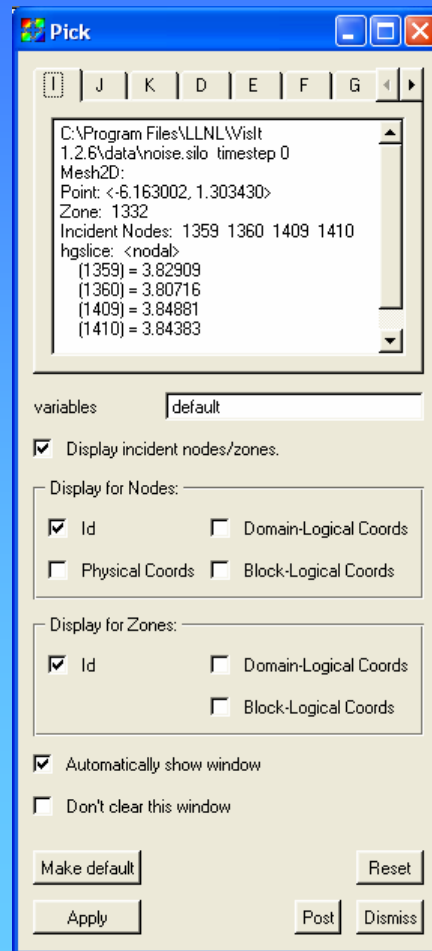 Pick
I J K D E F G
C:\Program Files\LLNL\VisIt
1.2.6\data\noise.silo timestep 0
Mesh2D:
Point: <-6.163002, 1.303430>
Zone: 1332
Incident Nodes: 1359 1360 1409 1410
hgslice: <nodal>
(1359) = 3.82909
(1360) = 3.80716
(1409) = 3.84881
(1410) = 3.84383
variables default
Display incident nodes/zones.
Display for Nodes:
Id Domain-Logical Coords
Physical Coords Block-Logical Coords
Display for Zones:
Id Domain-Logical Coords
Block-Logical Coords
Automatically show window
Don't clear this window
Make default Reset
Apply Post Dismiss